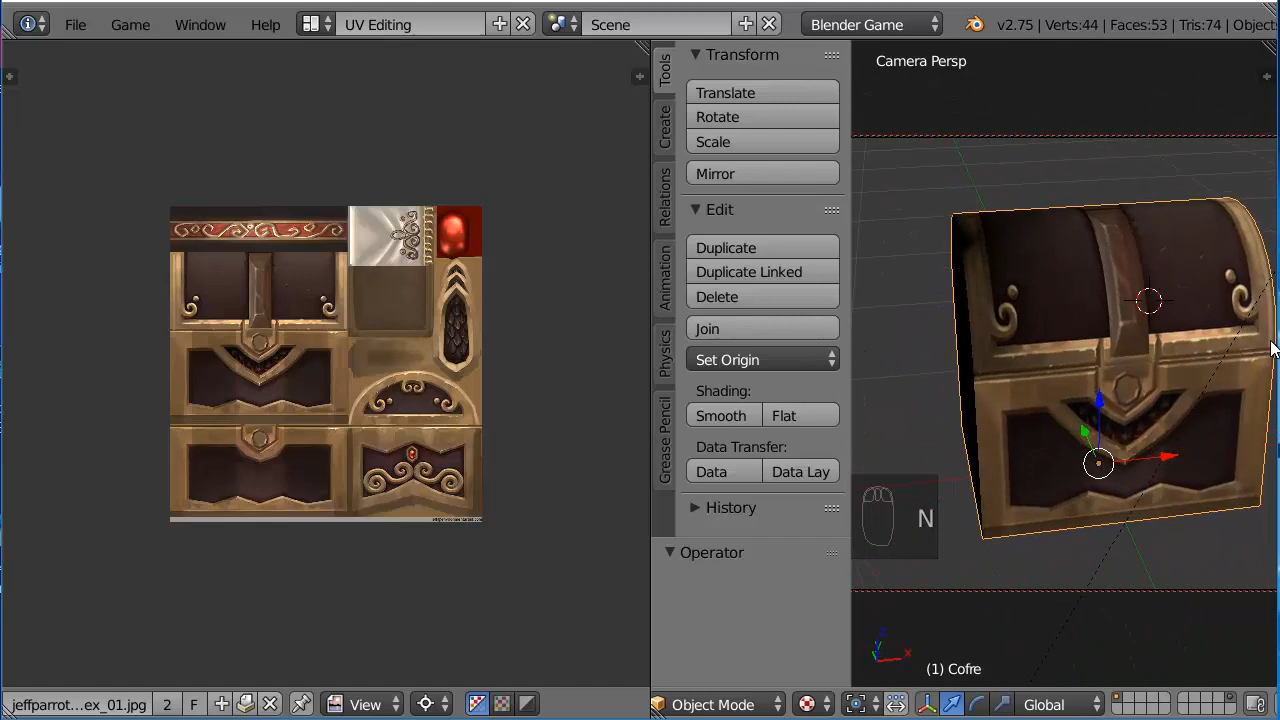 File Game Window Help UV Editing Scene Blender Game v2.75 | Verts:44 | Faces:53 | Tris:74 | Object
Camera Persp
Tools
Create
Relations
Animation
Physics
Grease Pencil
Transform
Translate
Rotate
Scale
Mirror
Edit
Duplicate
Duplicate Linked
Delete
Join
Set Origin
Shading:
Smooth Flat
Data Transfer:
Data Data Lay
History
Operator
N
z
x
(1) Cofre
jeffparrot...ex_01.jpg 2 F View Object Mode Global